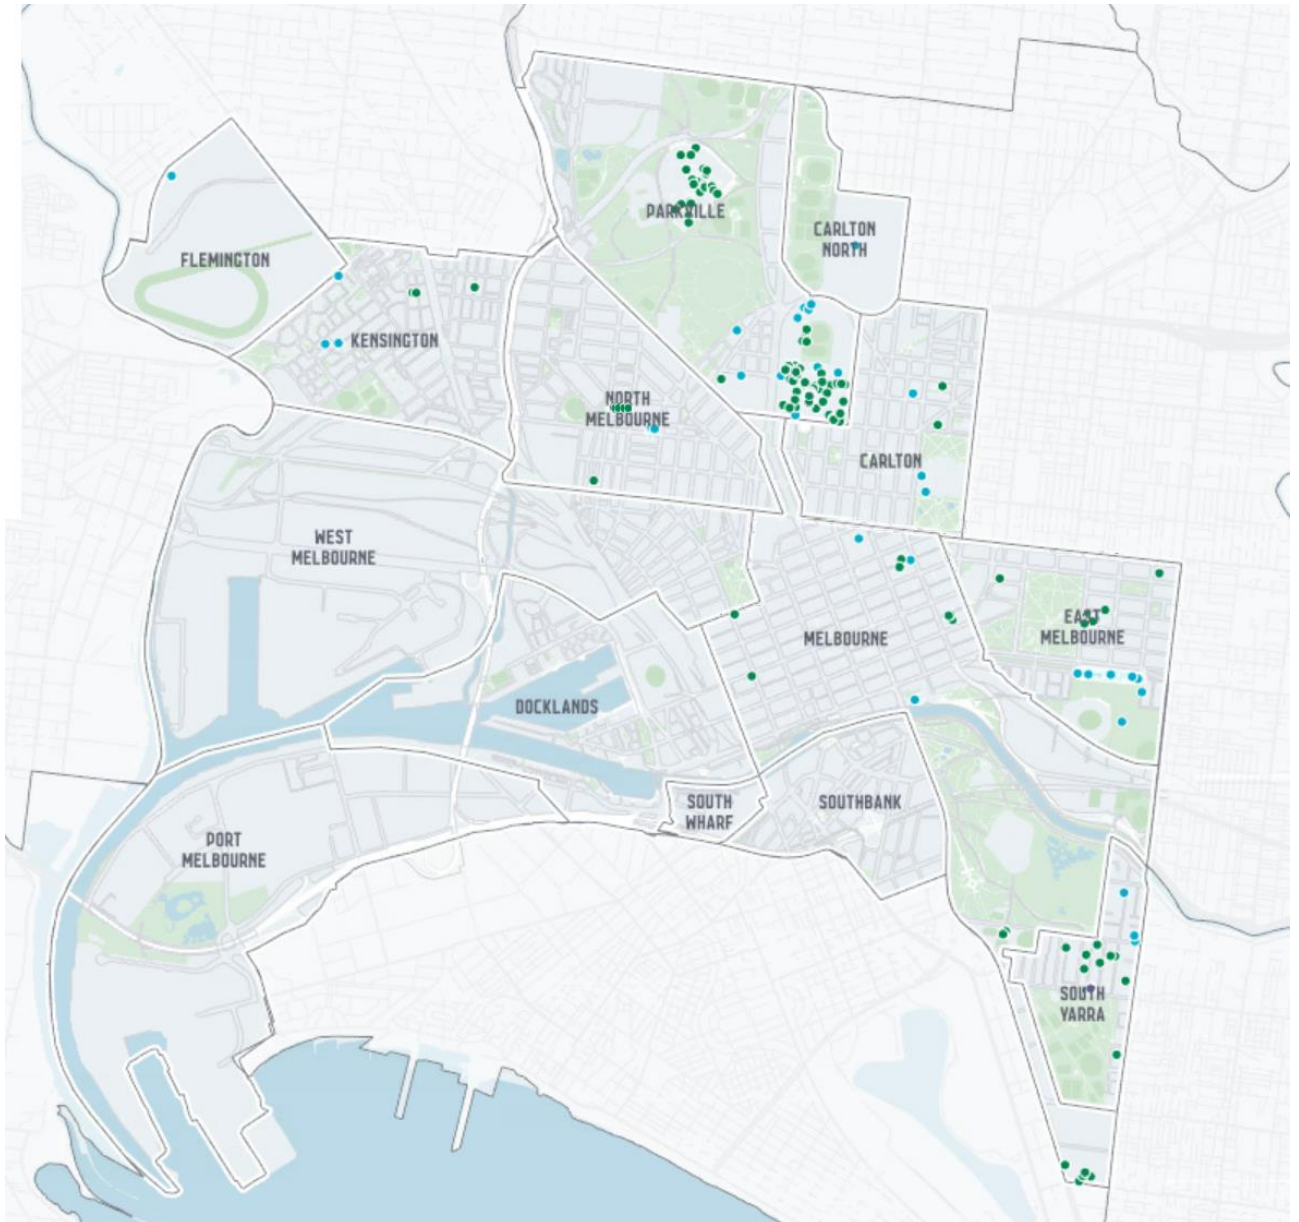 PARKVILLE
CARLTON
NORTH
FLEMINGTON
KENSINGTON
NORTH
MELBOURNE
CARLTON
WEST
MELBOURNE
EAST
MELBOURNE
MELBOURNE
DOCKLANDS
SOUTH
WHARF
SOUTHBANK
PORT
MELBOURNE
SOUTH
YARRA